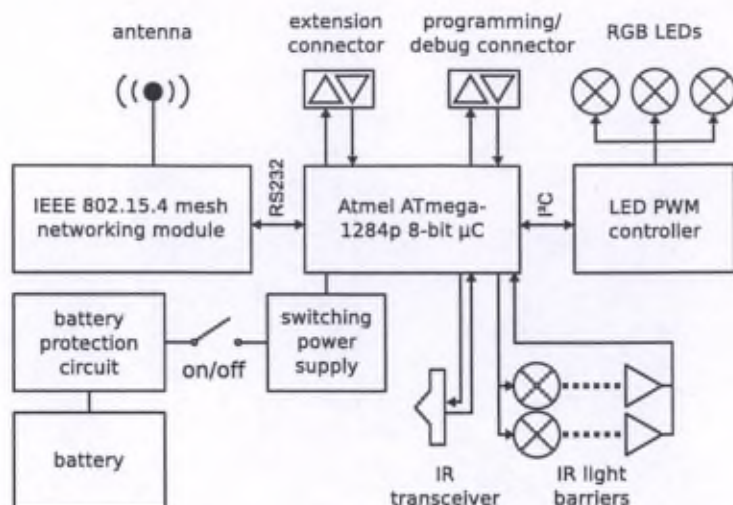 antenna
extension
connector
programming/
debug connector
RGB LEDs
IEEE 802.15.4 mesh
networking module
RS232
Atmel ATmega-
1284p 8-bit µC
I²C
LED PWM
controller
battery
protection
circuit
on/off
switching
power
supply
battery
IR
transceiver
IR light
barriers